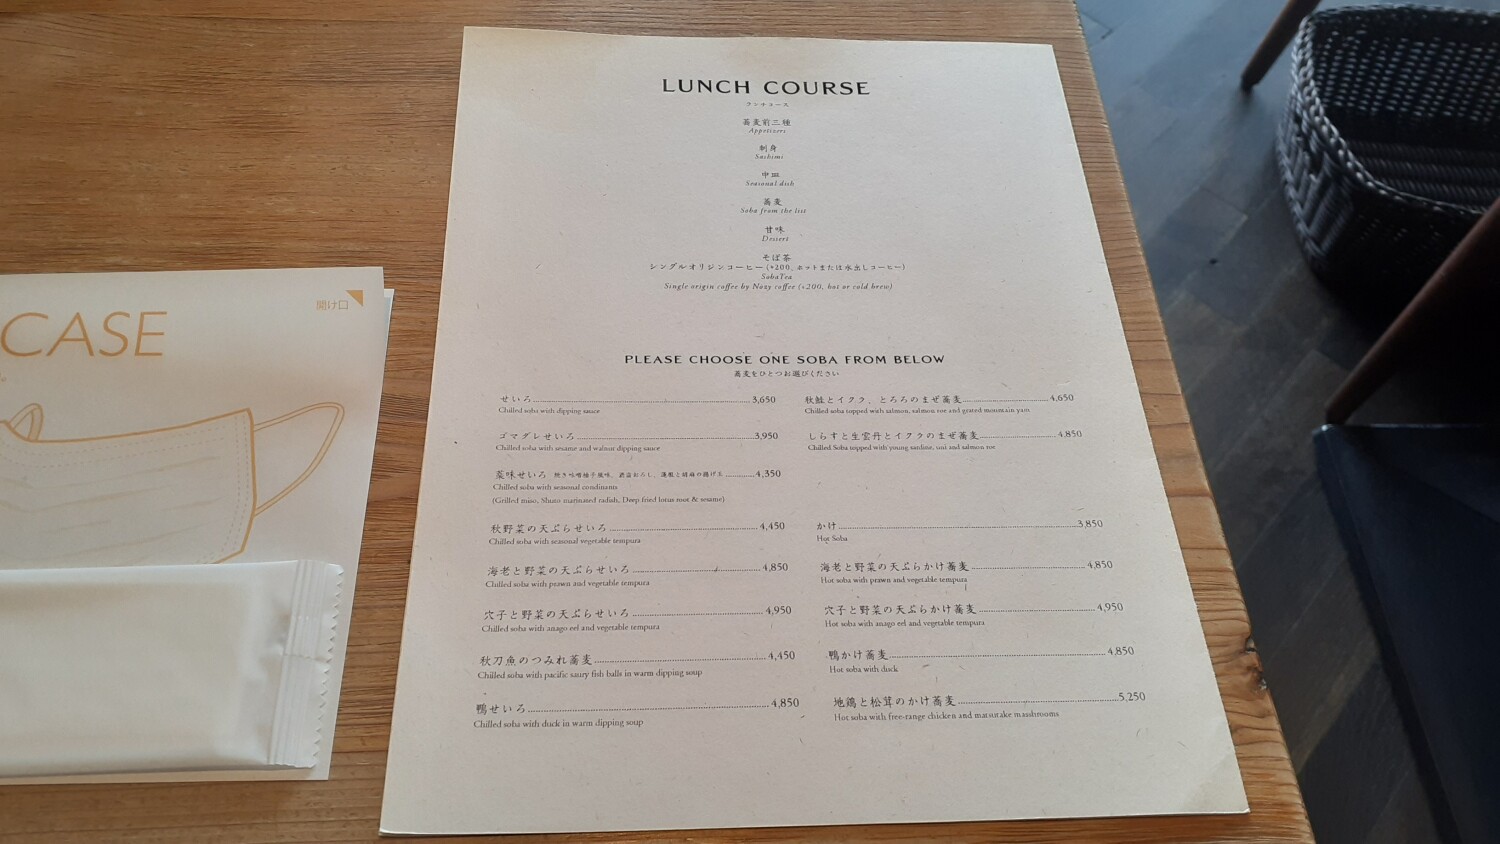 LUNCH COURSE
ランチコース
蕎麦前三種
Appetizers
刺身
Sashimi
中皿
Seasonal dish
蕎麦
Soba from the list
甘味
Dessert
そば茶
シングルオリジンコーヒー (+200, ホットまたは水出しコーヒー)
Soba Tea
Single origin coffee by Nozy coffee (+200, hot or cold brew)
PLEASE CHOOSE ONE SOBA FROM BELOW
蕎麦をひとつお選びください
せいろ 3,650
Chilled soba with dipping sauce
ゴマダレせいろ 3,950
Chilled soba with sesame and walnut dipping sauce
薬味せいろ 4,350
Chilled soba with seasonal condimants
(Grilled miso, Shuto marinated radish, Deep fried lotus root & sesame)
秋野菜の天ぷらせいろ 4,450
Chilled soba with seasonal vegetable tempura
海老と野菜の天ぷらせいろ 4,850
Chilled soba with prawn and vegetable tempura
穴子と野菜の天ぷらせいろ 4,950
Chilled soba with anago eel and vegetable tempura
秋刀魚のつみれ蕎麦 4,450
Chilled soba with pacific saury fish balls in warm dipping soup
鴨せいろ 4,850
Chilled soba with duck in warm dipping soup
秋鮭とイクラ、とろろのまぜ蕎麦 4,650
Chilled soba topped with salmon, salmon roe and grated mountain yam
しらすと生雲丹とイクラのまぜ蕎麦 4,850
Chilled Soba topped with young sardine, uni and salmon roe
かけ 3,850
Hot Soba
海老と野菜の天ぷらかけ蕎麦 4,850
Hot soba with prawn and vegetable tempura
穴子と野菜の天ぷらかけ蕎麦 4,950
Hot soba with anago eel and vegetable tempura
鴨かけ蕎麦 4,850
Hot soba with duck
地鶏と松茸のかけ蕎麦 5,250
Hot soba with free-range chicken and matsutake masshrooms
開け口
CASE